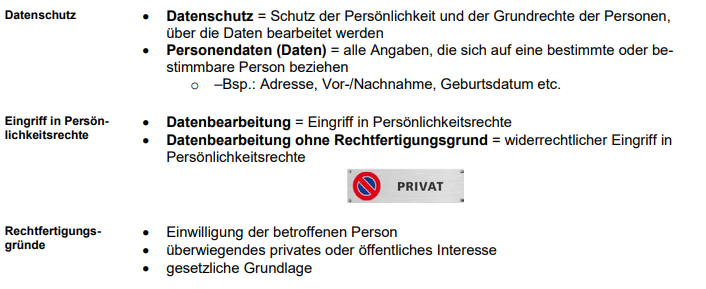 Datenschutz
• Datenschutz = Schutz der Persönlichkeit und der Grundrechte der Personen,
über die Daten bearbeitet werden
• Personendaten (Daten) = alle Angaben, die sich auf eine bestimmte oder be-
stimmbare Person beziehen
o –Bsp.: Adresse, Vor-/Nachname, Geburtsdatum etc.
Eingriff in Persön-
lichkeitsrechte
• Datenbearbeitung = Eingriff in Persönlichkeitsrechte
• Datenbearbeitung ohne Rechtfertigungsgrund = widerrechtlicher Eingriff in
Persönlichkeitsrechte
PRIVAT
Rechtfertigungs-
gründe
• Einwilligung der betroffenen Person
• überwiegendes privates oder öffentliches Interesse
• gesetzliche Grundlage